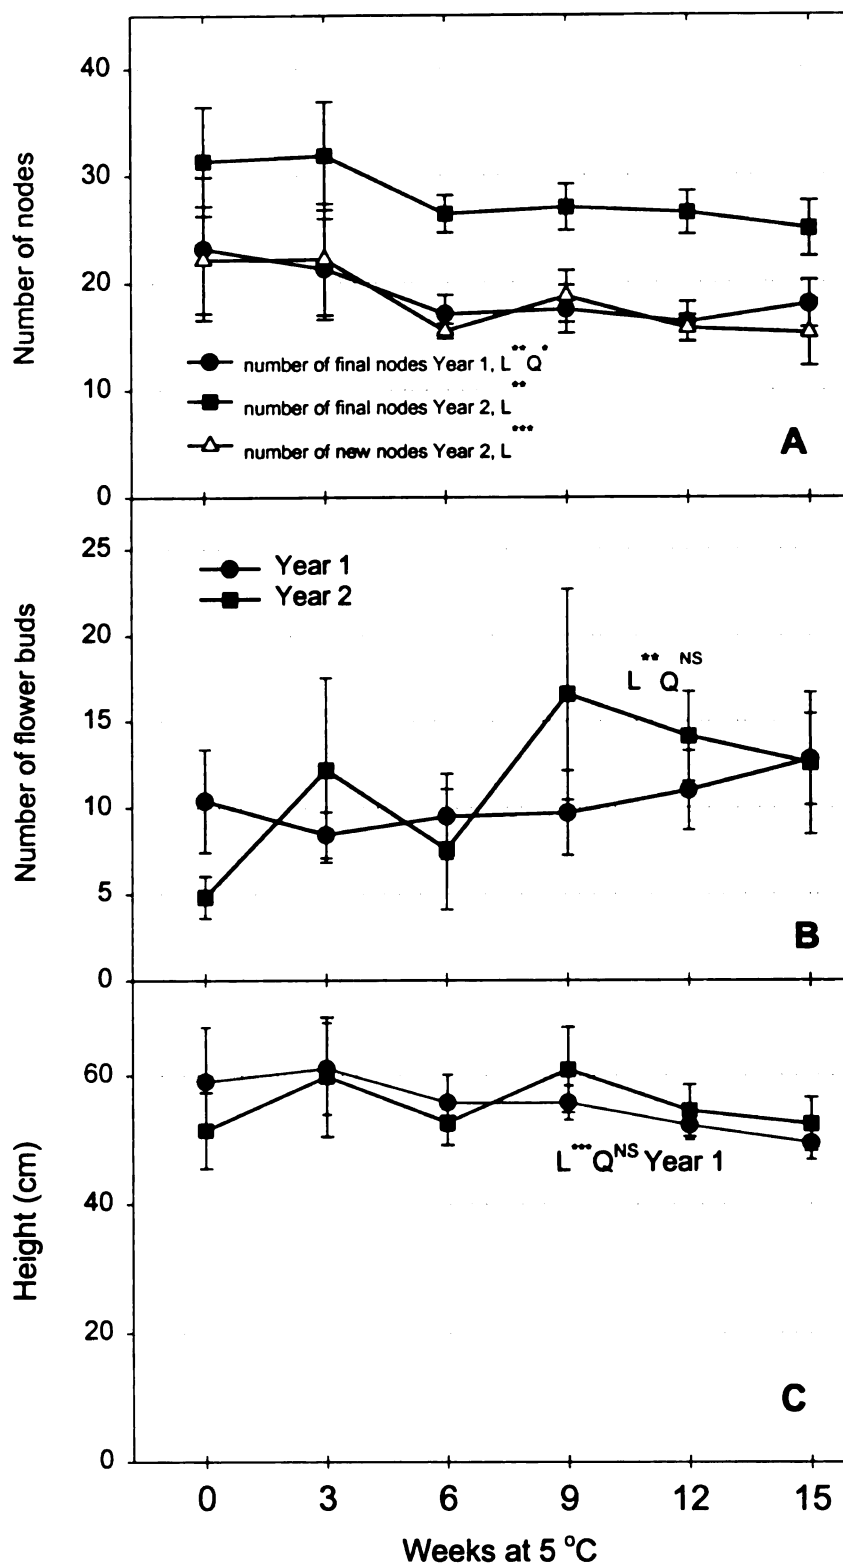 40
30
20
10
0
Number of nodes
number of final nodes Year 1, L**Q*
number of final nodes Year 2, L**
number of new nodes Year 2, L***
A
25
20
15
10
5
0
Number of flower buds
Year 1
Year 2
L**QNS
B
60
40
20
0
Height (cm)
L***QNS Year 1
C
0 3 6 9 12 15
Weeks at 5 °C